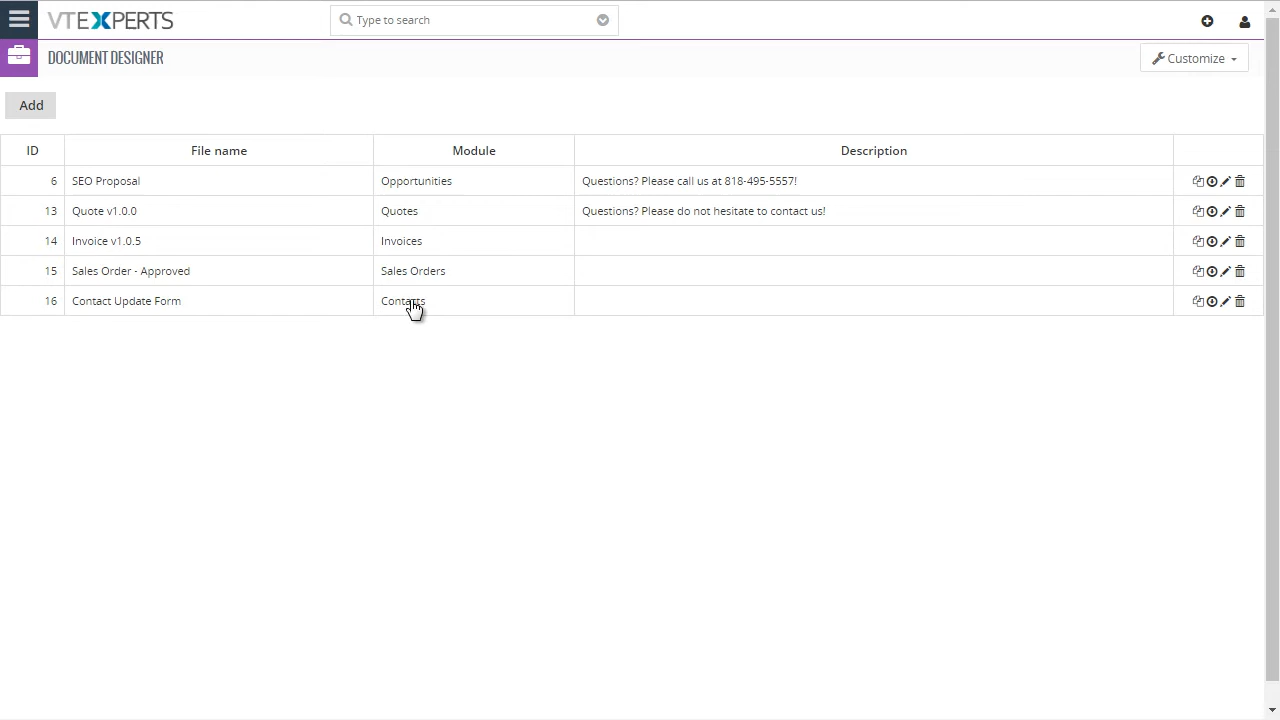 VTEXPERTS
Type to search
DOCUMENT DESIGNER
Customize
Add
ID File name Module Description
6 SEO Proposal Opportunities Questions? Please call us at 818-495-5557!
13 Quote v1.0.0 Quotes Questions? Please do not hesitate to contact us!
14 Invoice v1.0.5 Invoices
15 Sales Order - Approved Sales Orders
16 Contact Update Form Contacts